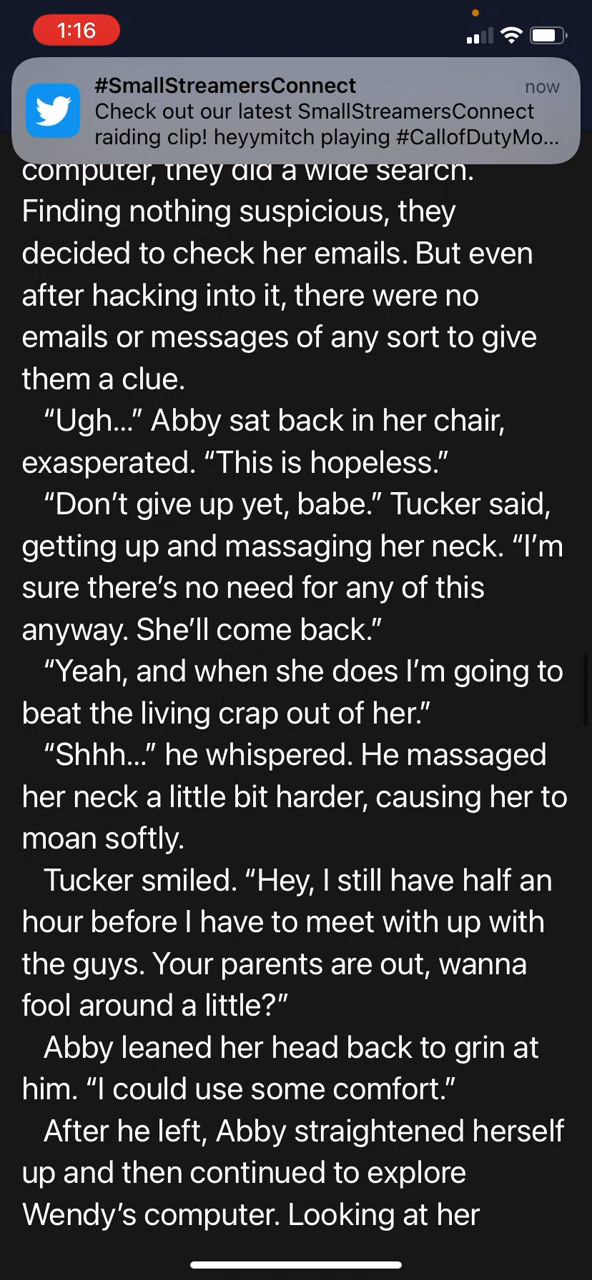 1:16
#SmallStreamersConnect now
Check out our latest SmallStreamersConnect
raiding clip! heyymitch playing #CallofDutyMo...
computer, they did a wide search.
Finding nothing suspicious, they
decided to check her emails. But even
after hacking into it, there were no
emails or messages of any sort to give
them a clue.
“Ugh...” Abby sat back in her chair,
exasperated. “This is hopeless.”
“Don’t give up yet, babe.” Tucker said,
getting up and massaging her neck. “I’m
sure there’s no need for any of this
anyway. She’ll come back.”
“Yeah, and when she does I’m going to
beat the living crap out of her.”
“Shhh...” he whispered. He massaged
her neck a little bit harder, causing her to
moan softly.
Tucker smiled. “Hey, I still have half an
hour before I have to meet with up with
the guys. Your parents are out, wanna
fool around a little?”
Abby leaned her head back to grin at
him. “I could use some comfort.”
After he left, Abby straightened herself
up and then continued to explore
Wendy’s computer. Looking at her